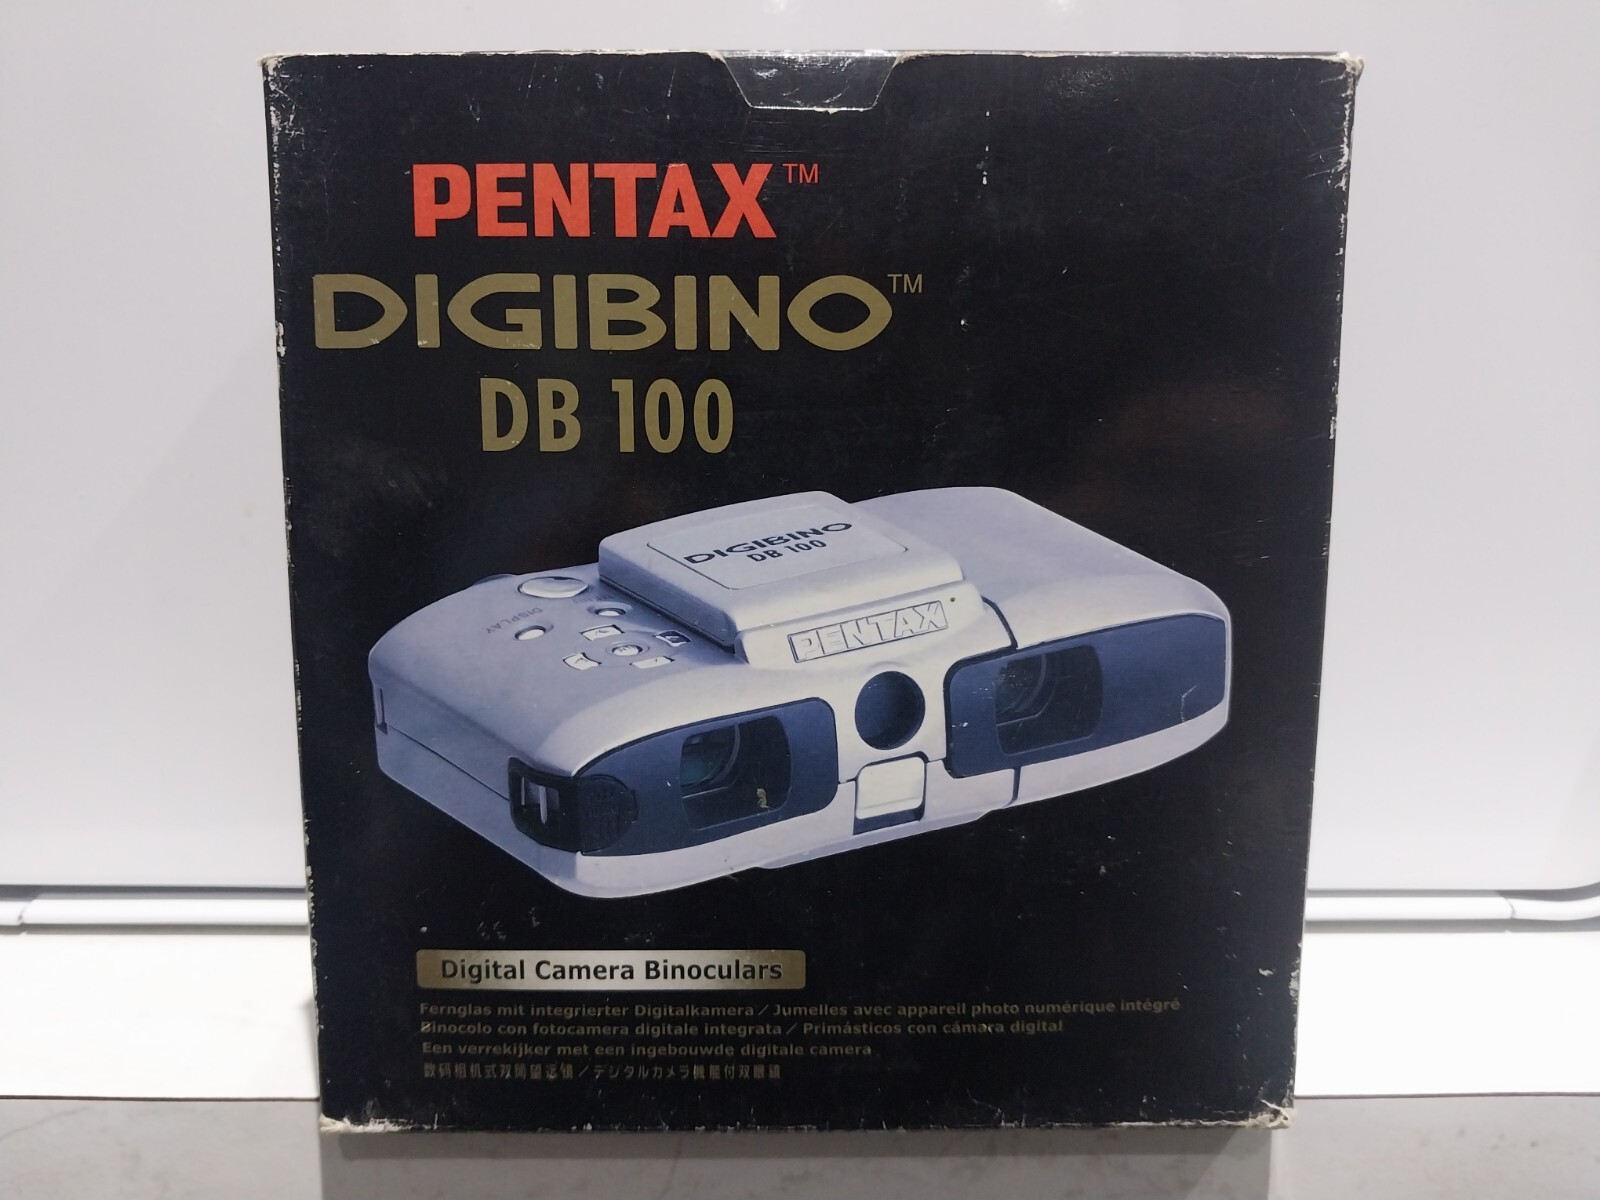 PENTAX™
DIGIBINO™
DB 100
DIGIBINO
DB 100
DISPLAY
PENTAX
Digital Camera Binoculars
Fernglas mit integrierter Digitalkamera / Jumelles avec appareil photo numérique intégré
Binocolo con fotocamera digitale integrata / Primásticos con cámara digital
Een verrekijker met een ingebouwde digitale camera
数码相机式双筒望远镜 / デジタルカメラ機能付双眼鏡